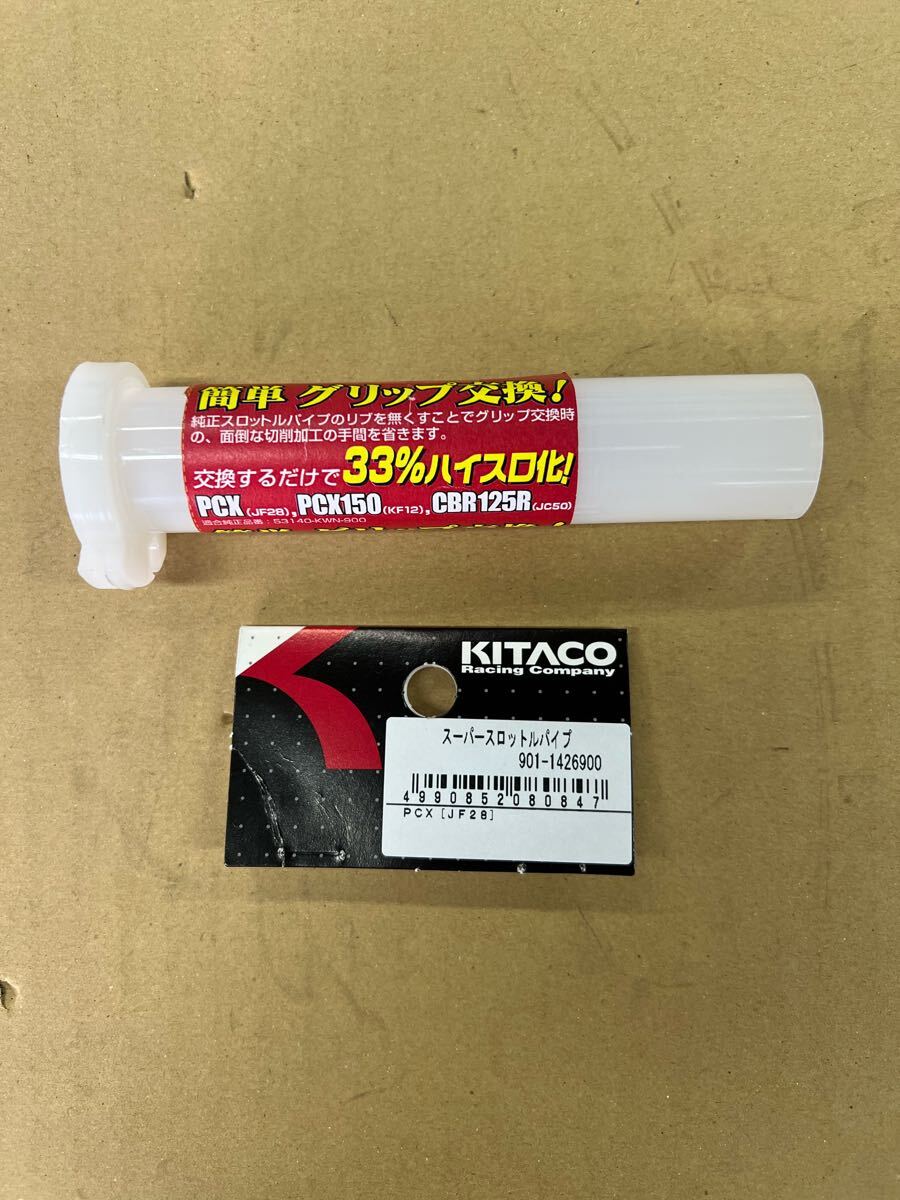 簡単 グリップ交換!
純正スロットルパイプのリブを無くすことでグリップ交換時
の、面倒な切削加工の手間を省きます。
交換するだけで33%ハイスロ化!
PCX(JF28),PCX150(KF12),CBR125R(JC50)
適合純正品番:53140-KWN-900
KITACO
Racing Company
スーパースロットルパイプ
901-1426900
4990852080847
PCX[JF28]